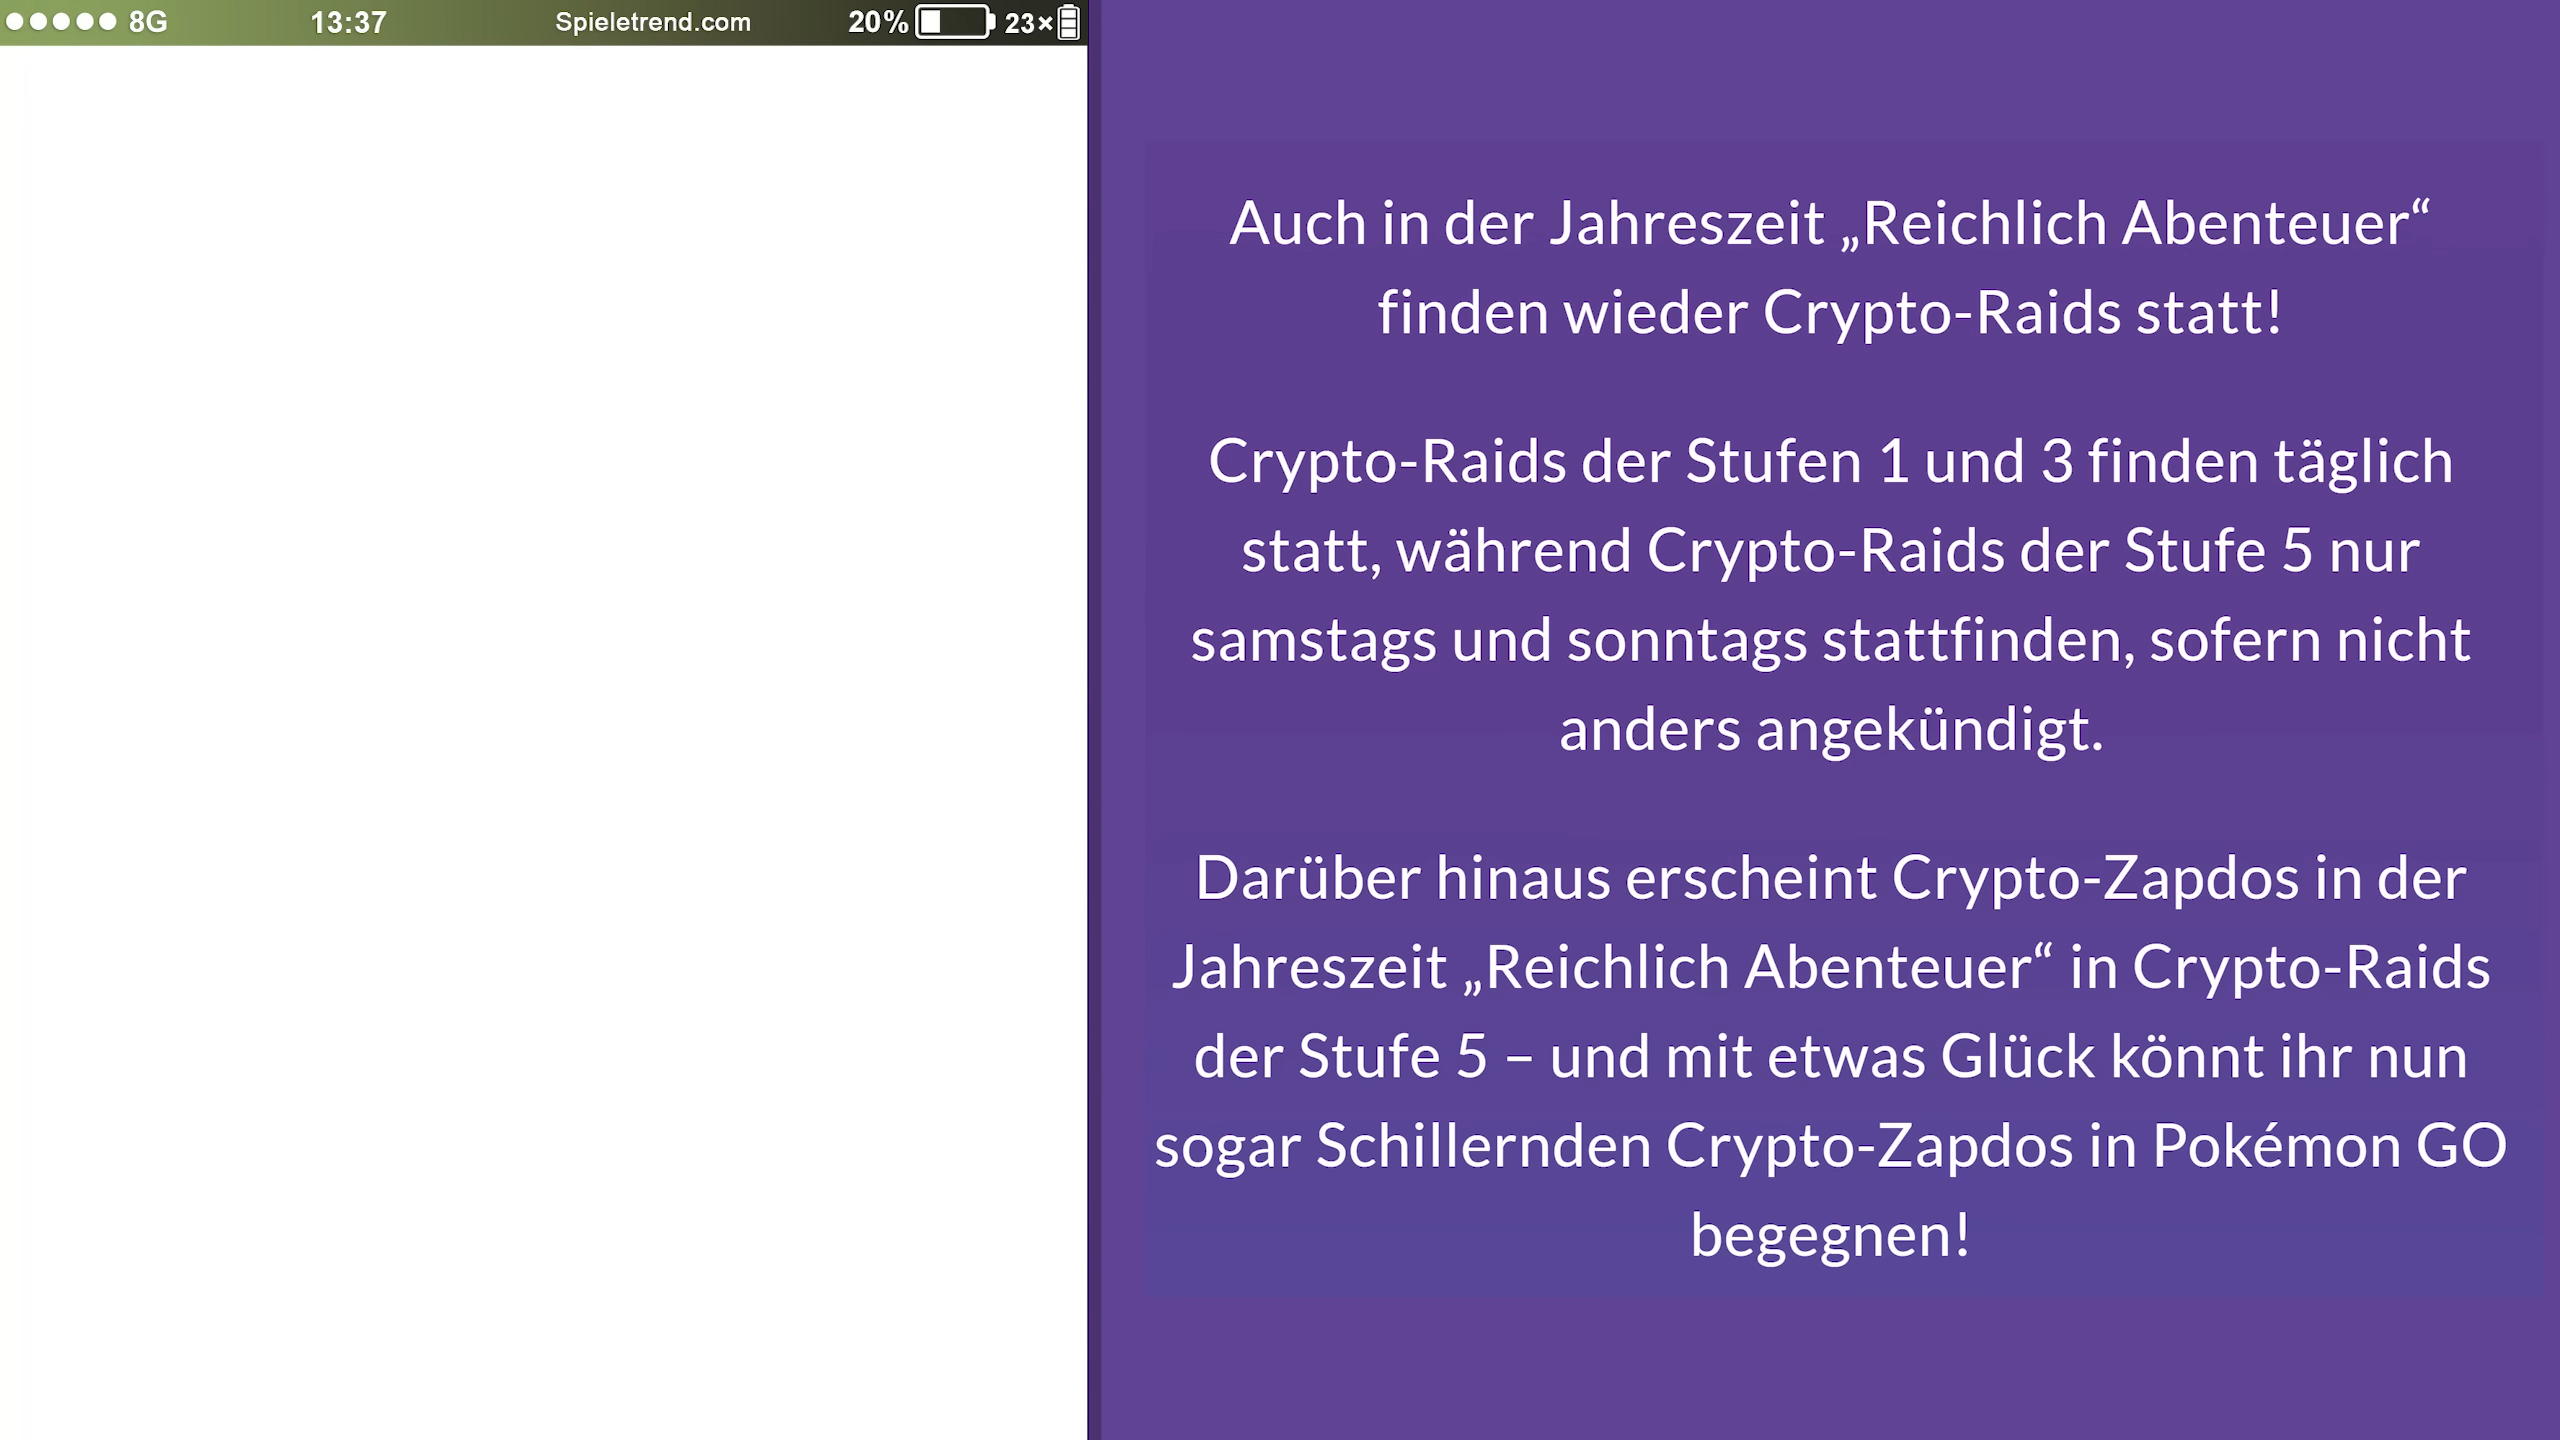 8G 13:37 Spieletrend.com 20% 23×
Auch in der Jahreszeit „Reichlich Abenteuer“
finden wieder Crypto-Raids statt!
Crypto-Raids der Stufen 1 und 3 finden täglich
statt, während Crypto-Raids der Stufe 5 nur
samstags und sonntags stattfinden, sofern nicht
anders angekündigt.
Darüber hinaus erscheint Crypto-Zapdos in der
Jahreszeit „Reichlich Abenteuer“ in Crypto-Raids
der Stufe 5 – und mit etwas Glück könnt ihr nun
sogar Schillernden Crypto-Zapdos in Pokémon GO
begegnen!